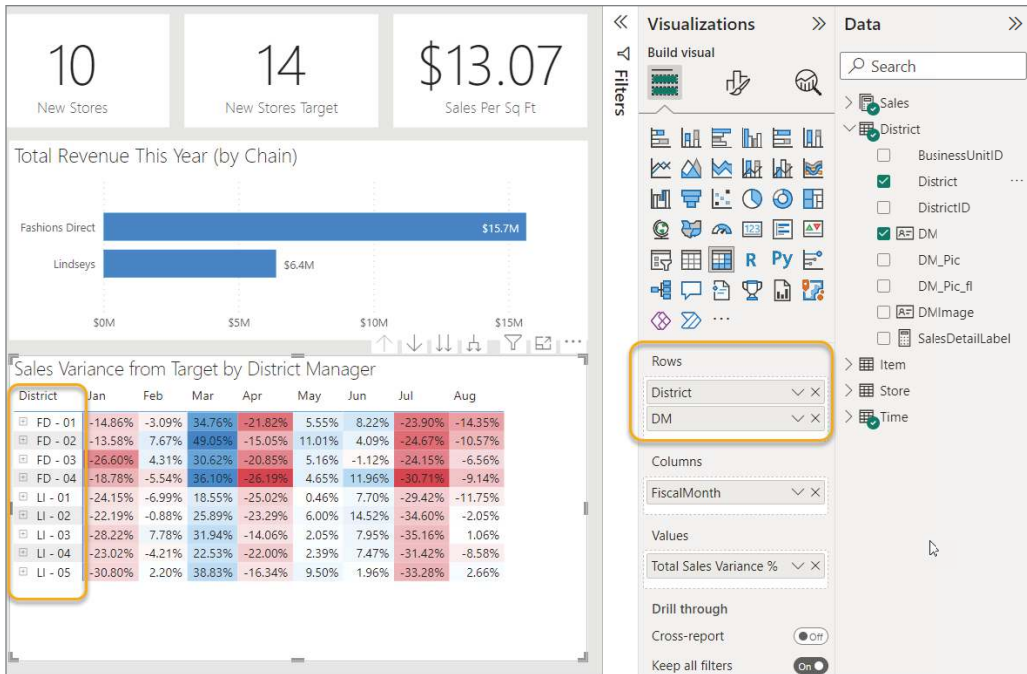 10
New Stores
14
New Stores Target
$13.07
Sales Per Sq Ft
Total Revenue This Year (by Chain)
Fashions Direct
$15.7M
Lindseys
$6.4M
$0M $5M $10M $15M
Sales Variance from Target by District Manager
District Jan Feb Mar Apr May Jun Jul Aug
FD - 01 -14.86% -3.09% 34.76% -21.82% 5.55% 8.22% -23.90% -14.35%
FD - 02 -13.58% 7.67% 49.05% -15.05% 11.01% 4.09% -24.67% -10.57%
FD - 03 -26.60% 4.31% 30.62% -20.85% 5.16% -1.12% -24.15% -6.56%
FD - 04 -18.78% -5.54% 36.10% -26.19% 4.65% 11.96% -30.71% -9.14%
LI - 01 -24.15% -6.99% 18.55% -25.02% 0.46% 7.70% -29.42% -11.75%
LI - 02 -22.19% -0.88% 25.89% -23.29% 6.00% 14.52% -34.60% -2.05%
LI - 03 -28.22% 7.78% 31.94% -14.06% 2.05% 7.95% -35.16% 1.06%
LI - 04 -23.02% -4.21% 22.53% -22.00% 2.39% 7.47% -31.42% -8.58%
LI - 05 -30.80% 2.20% 38.83% -16.34% 9.50% 1.96% -33.28% 2.66%
Filters
Visualizations
Build visual
123
R Py
Rows
District
DM
Columns
FiscalMonth
Values
Total Sales Variance %
Drill through
Cross-report Off
Keep all filters On
Data
Search
Sales
District
BusinessUnitID
District
DistrictID
DM
DM_Pic
DM_Pic_fl
DMImage
SalesDetailLabel
Item
Store
Time